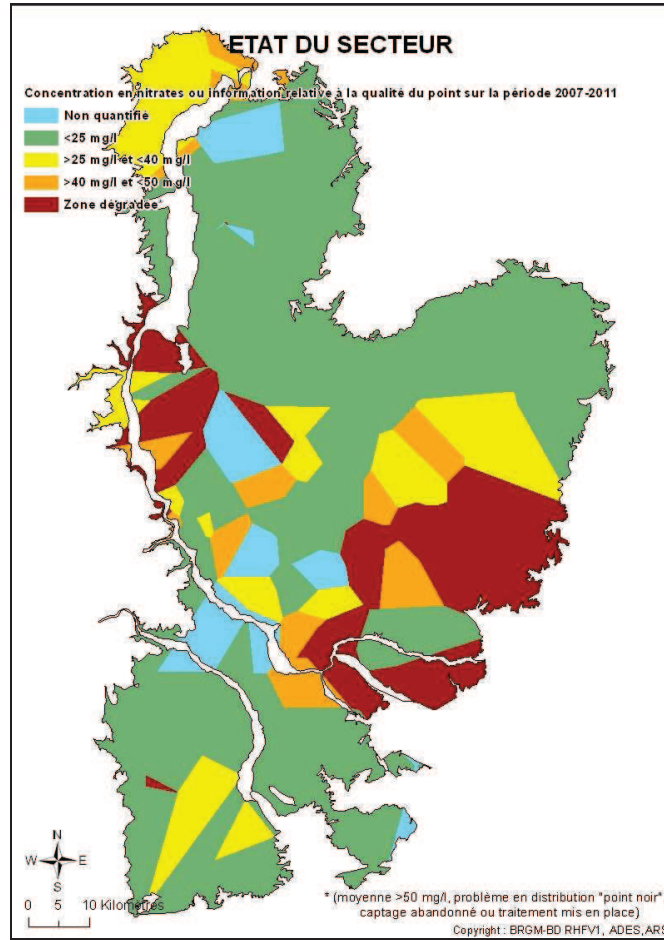 ETAT DU SECTEUR
Concentration en nitrates ou information relative à la qualité du point sur la période 2007-2011
Non quantifié
<25 mg/l
>25 mg/l et <40 mg/l
>40 mg/l et <50 mg/l
Zone dégradée*
N
W E
S
0 5 10 Kilomètres
* (moyenne >50 mg/l, problème en distribution "point noir"
captage abandonné ou traitement mis en place)
Copyright : BRGM-BD RHFV1, ADES,ARS